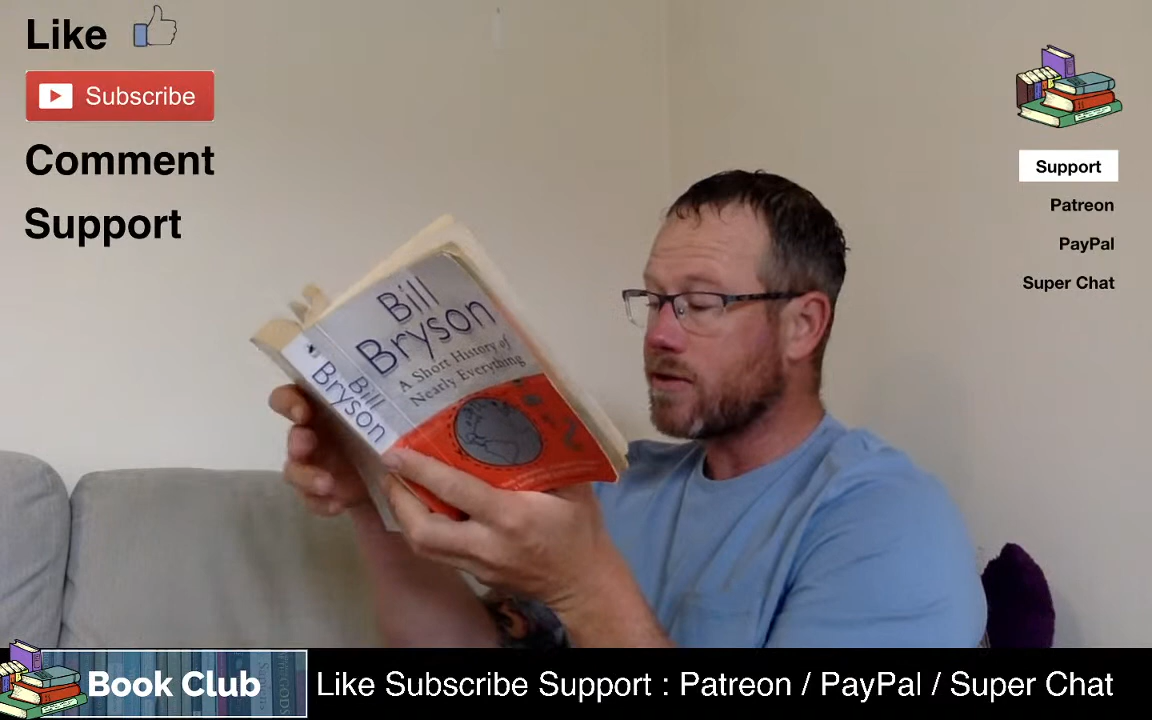 Like
Subscribe
Comment
Support
Support
Patreon
PayPal
Super Chat
Bill
Bryson
A Short History of
Nearly Everything
Bill
Bryson
Book Club
Like Subscribe Support : Patreon / PayPal / Super Chat